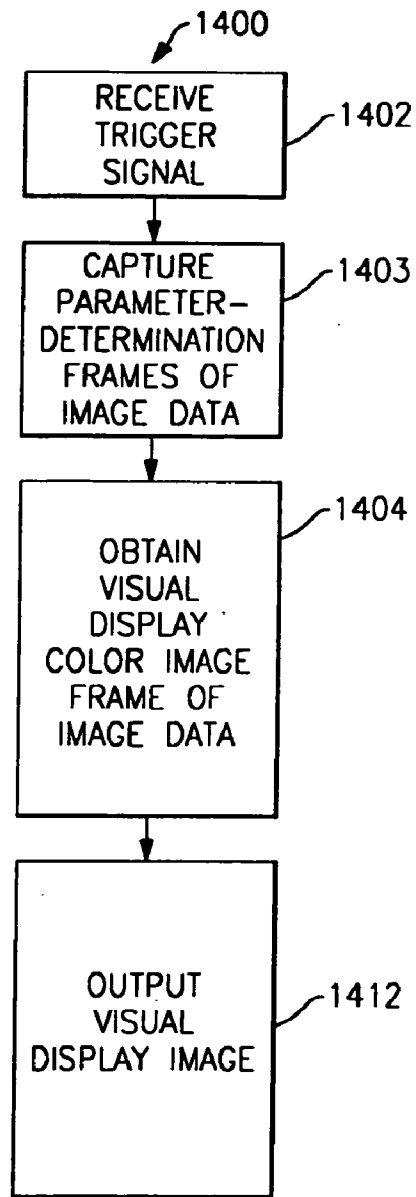 1400
RECEIVE
TRIGGER
SIGNAL
1402
CAPTURE
PARAMETER-
DETERMINATION
FRAMES OF
IMAGE DATA
1403
OBTAIN
VISUAL
DISPLAY
COLOR IMAGE
FRAME OF
IMAGE DATA
1404
OUTPUT
VISUAL
DISPLAY IMAGE
1412